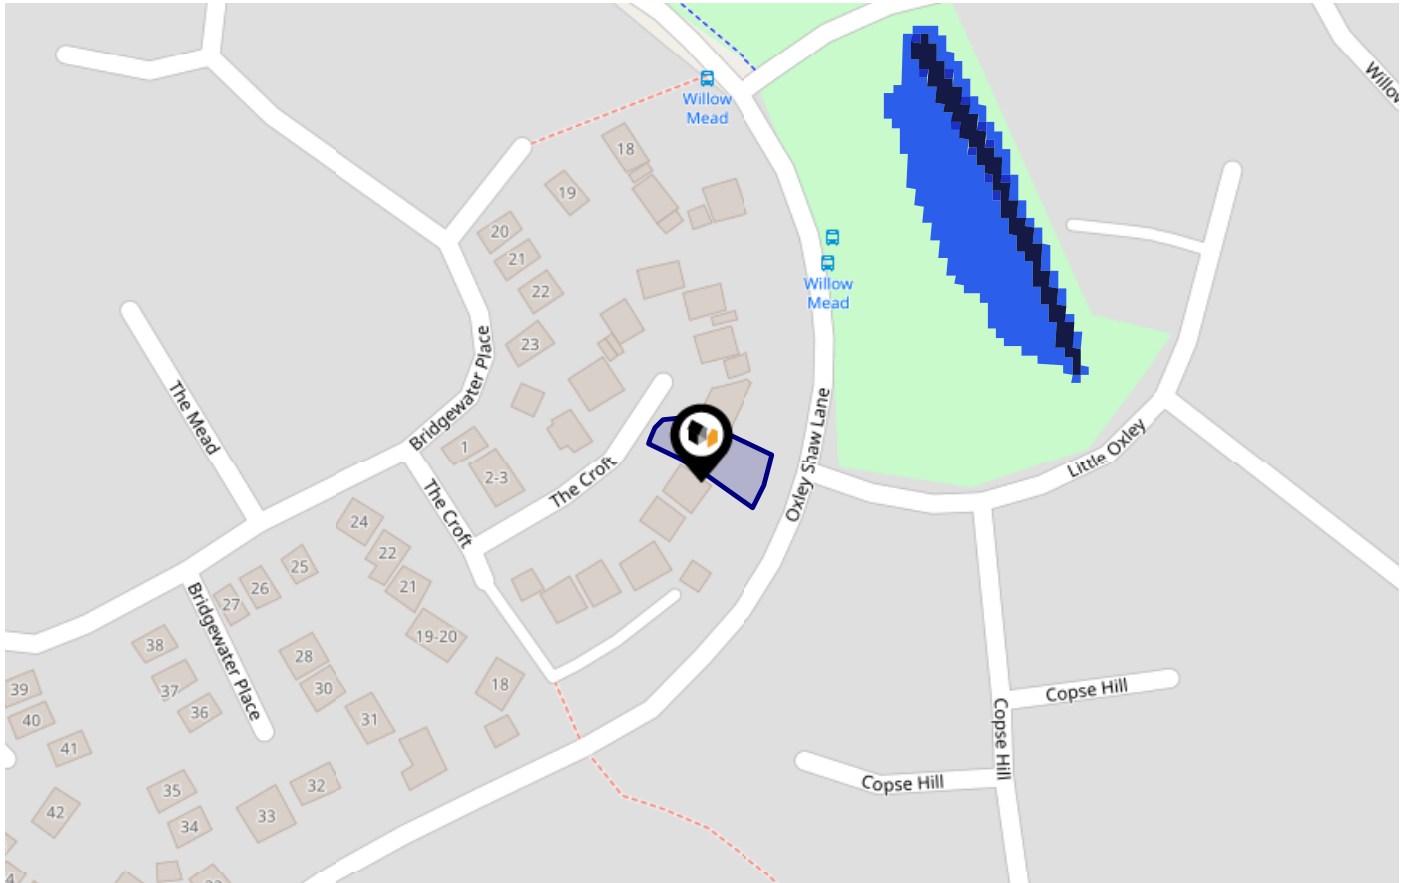 Willow
Mead
Willow
18
19
20
21
22
Willow
Mead
23
Bridgewater Place
The Mead
Oxley Shaw Lane
1
2-3
Little Oxley
The Croft
The Croft
24
22
25
21
26
27
Bridgewater Place
19-20
38
28
18
39
37
30
Copse Hill
36
40
31
Copse Hill
41
32
35
Copse Hill
42
33
34
4